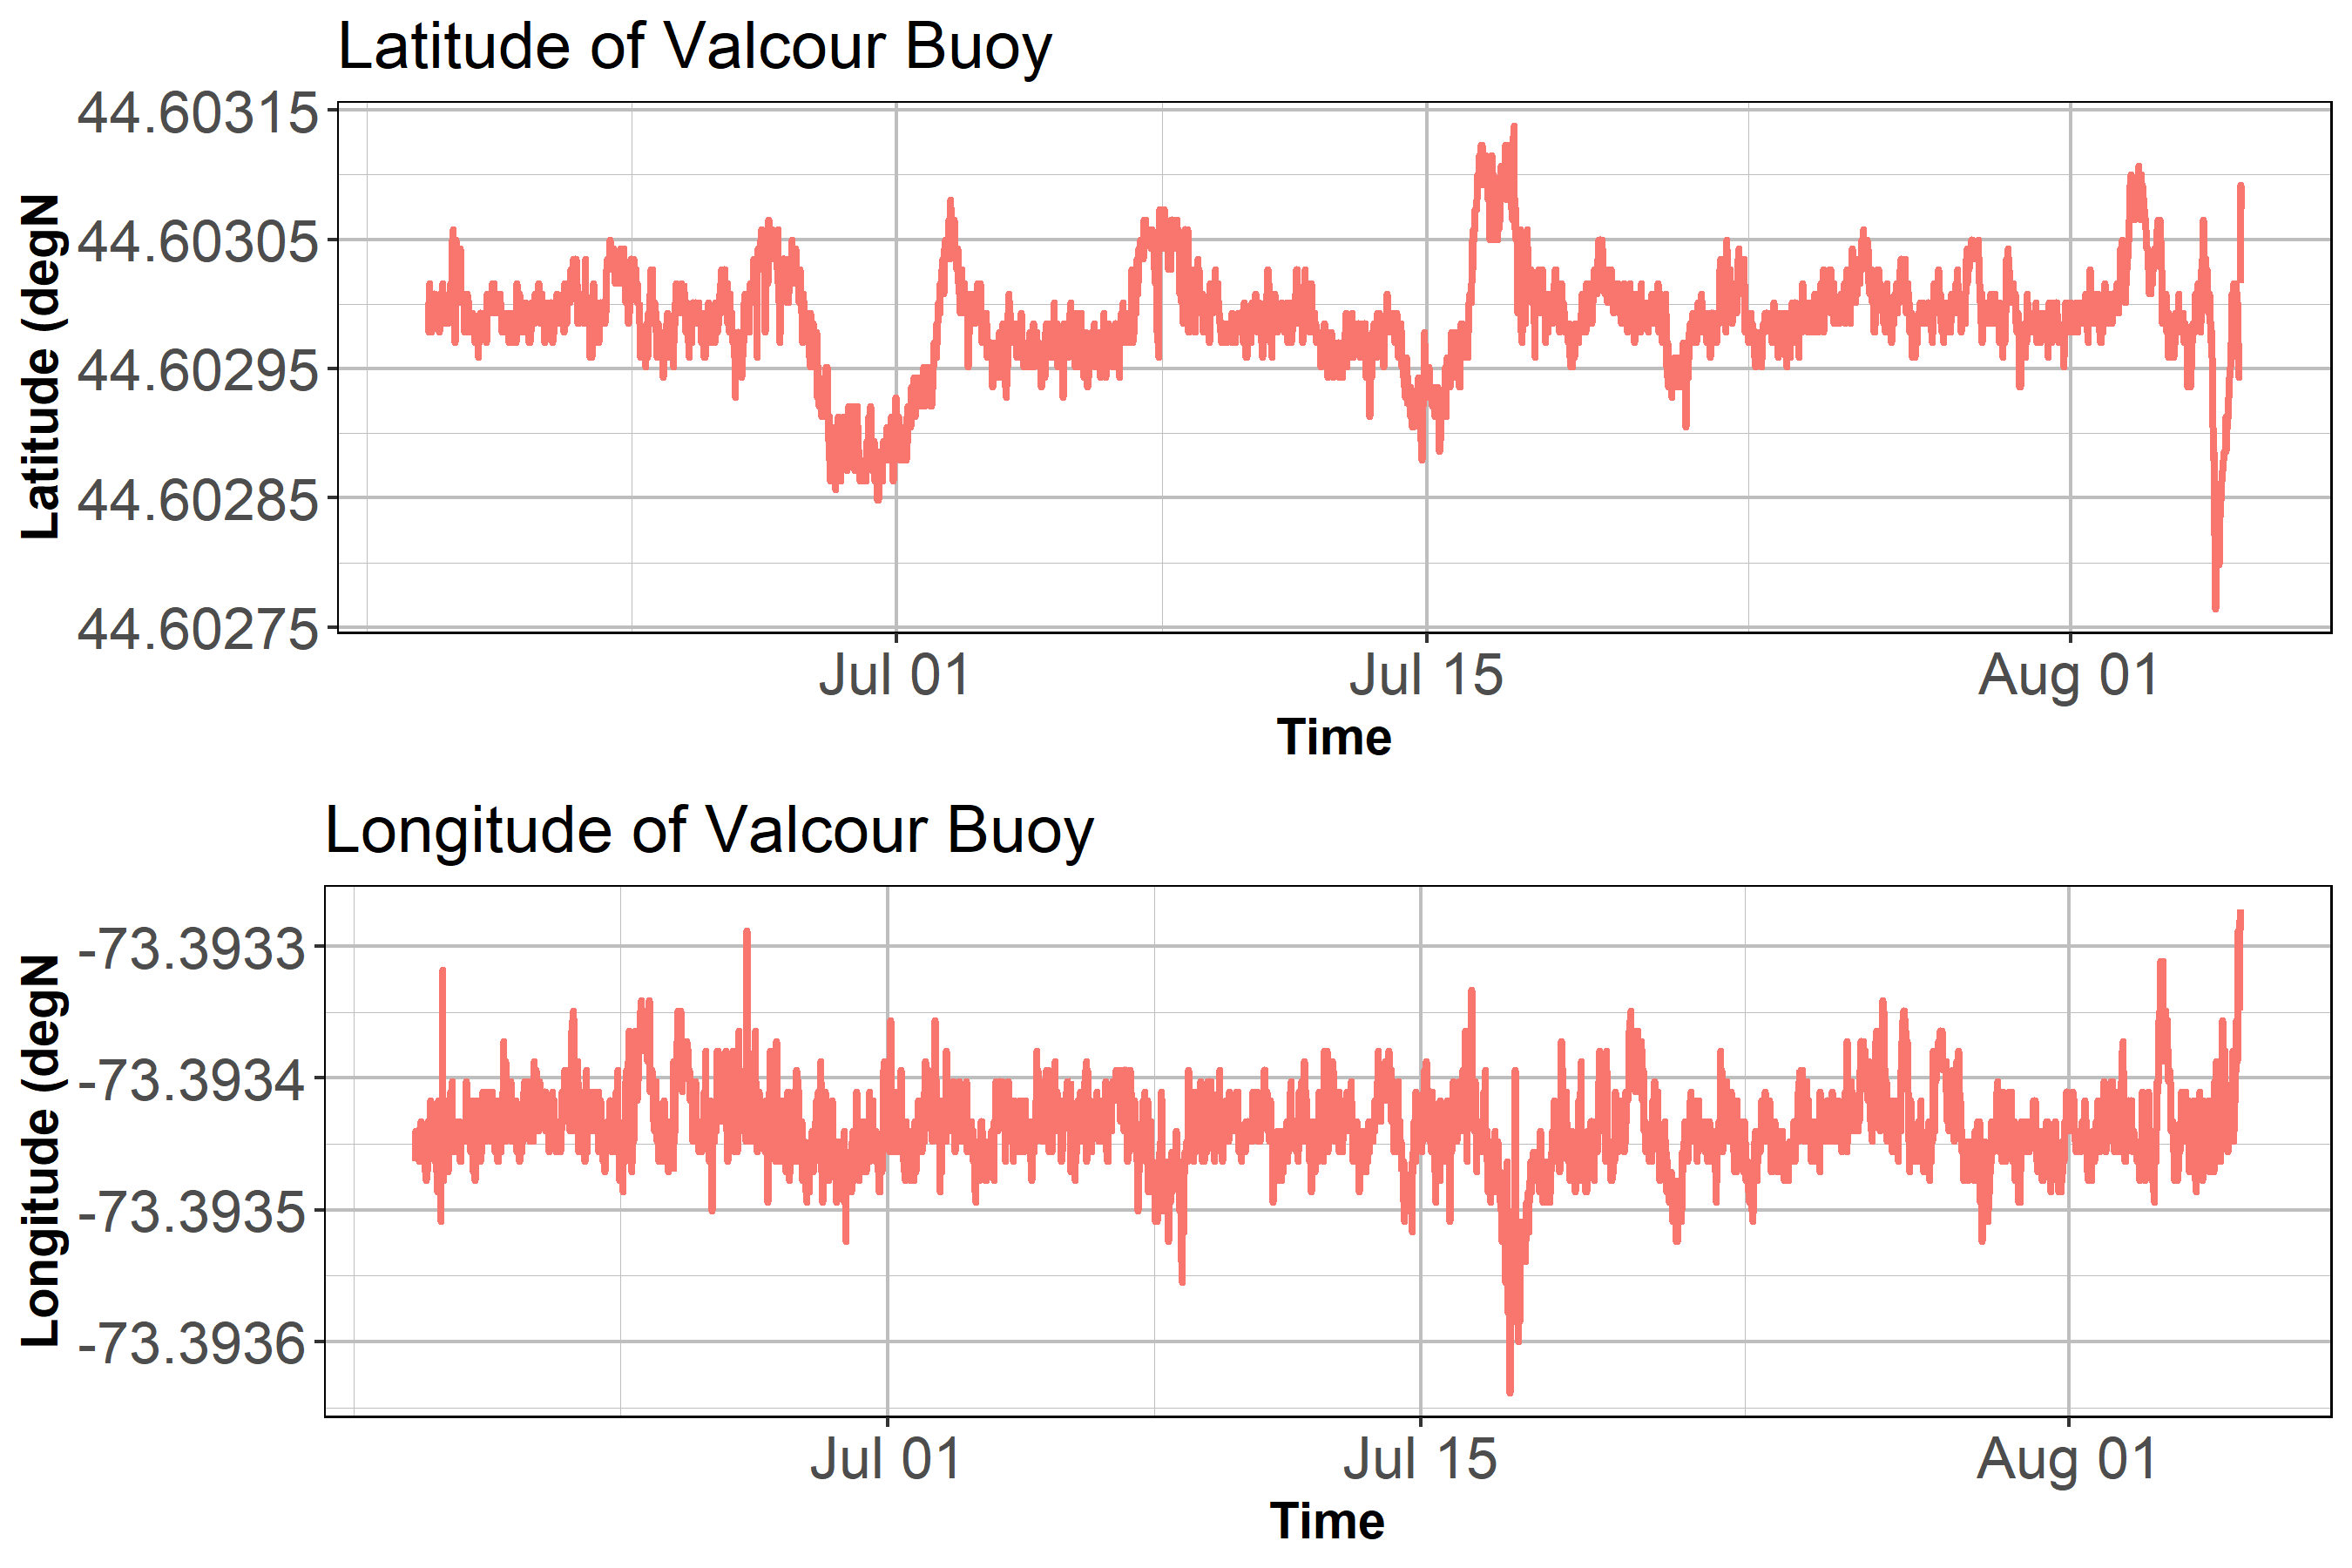 Latitude of Valcour Buoy
44.60315
44.60305
44.60295
44.60285
44.60275
Latitude (degN
Jul 01 Jul 15 Aug 01
Time
Longitude of Valcour Buoy
-73.3933
-73.3934
-73.3935
-73.3936
Longitude (degN
Jul 01 Jul 15 Aug 01
Time